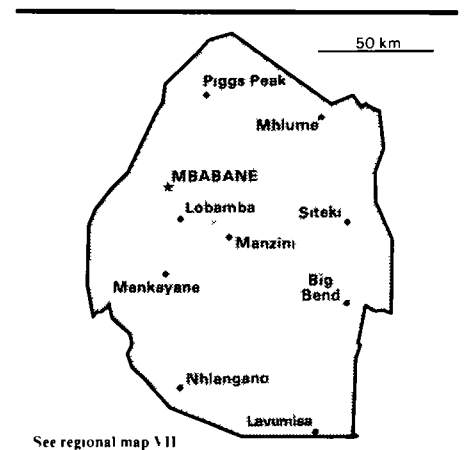 50 km
Piggs Peak
Mhlume
MBABANE
Lobamba
Siteki
Manzini
Mankayane
Big
Bend
Nhlangano
Lavumisa
See regional map VII